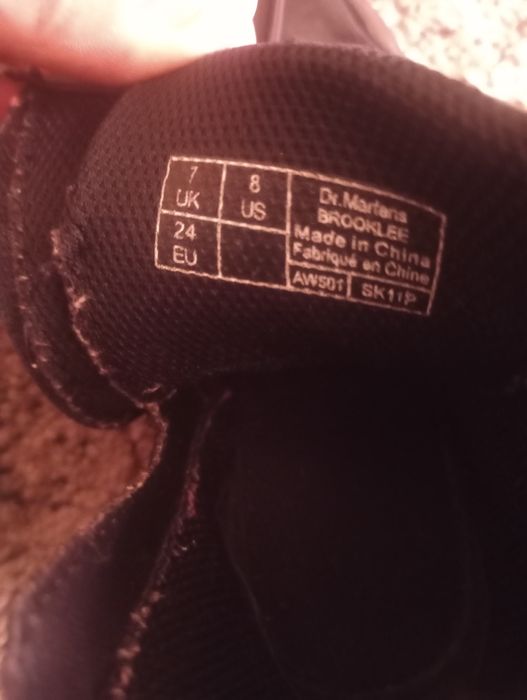 7
UK
8
US
24
EU
Dr.Martens
BROOKLEE
Made in China
Fabriqué en Chine
AW501
SK11P